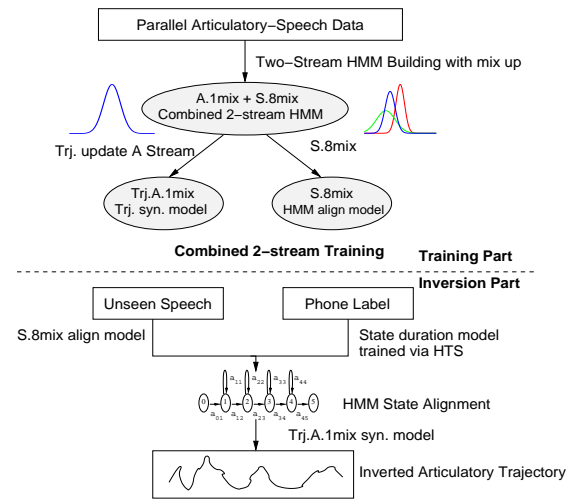 Parallel Articulatory−Speech Data
Two−Stream HMM Building with mix up
A.1mix + S.8mix
Combined 2−stream HMM
Trj. update A Stream
S.8mix
Trj.A.1mix
Trj. syn. model
S.8mix
HMM align model
Combined 2−stream Training
Training Part
Inversion Part
Unseen Speech
Phone Label
S.8mix align model
State duration model
trained via HTS
a11 a22 a33 a44
0 1 2 3 4 5
a01 a12 a23 a34 a45
HMM State Alignment
Trj.A.1mix syn. model
Inverted Articulatory Trajectory